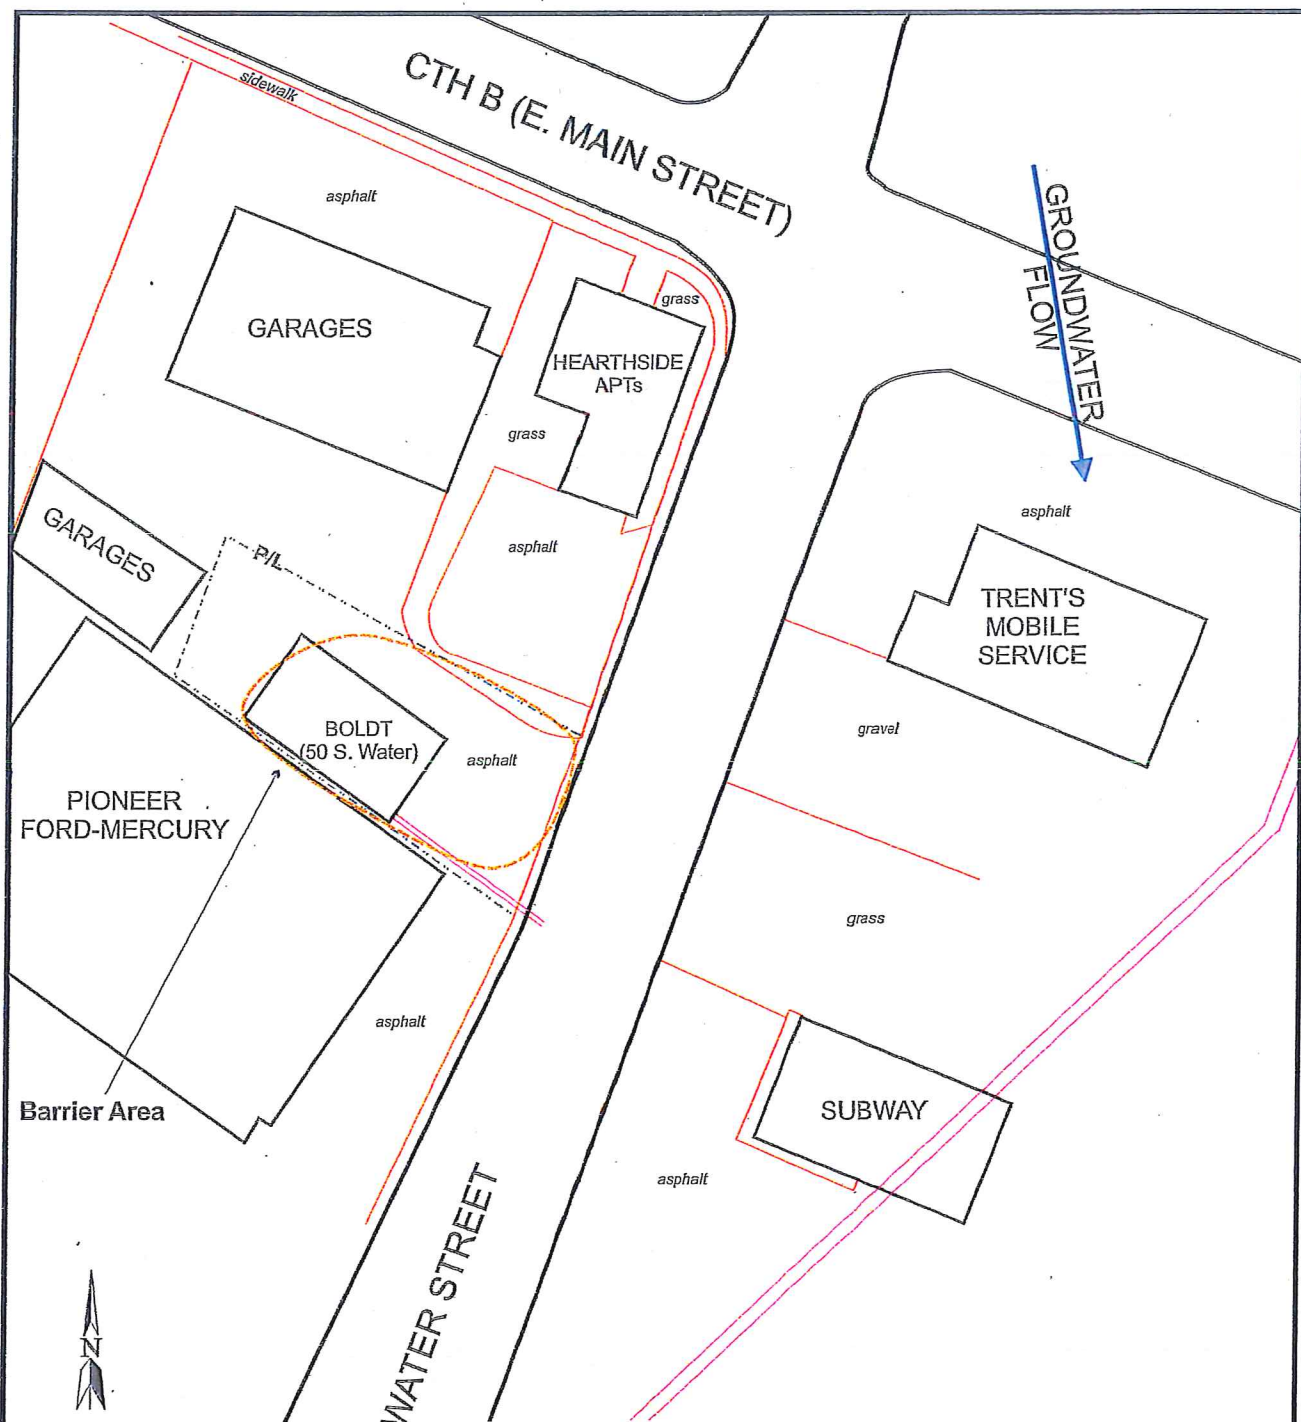 sidewalk
CTH B (E. MAIN STREET)
asphalt
GROUNDWATER
FLOW
grass
GARAGES
HEARTHSIDE
APTs
grass
asphalt
asphalt
GARAGES
P/L
TRENT'S
MOBILE
SERVICE
BOLDT
(50 S. Water)
asphalt
gravel
PIONEER
FORD-MERCURY
grass
asphalt
Barrier Area
SUBWAY
asphalt
WATER STREET
N